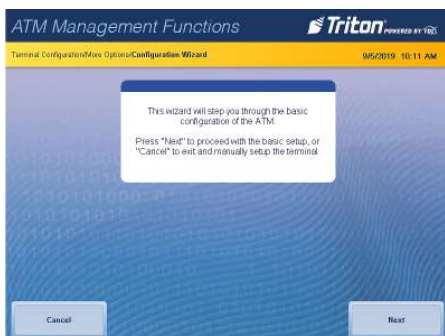 ATM Management Functions
Triton POWERED BY
Terminal Configuration/More Options/Configuration Wizard
9/5/2019 10:11 AM
This wizard will step you through the basic
configuration of the ATM.
Press "Next" to proceed with the basic setup, or
"Cancel" to exit and manually setup the terminal
Cancel
Next